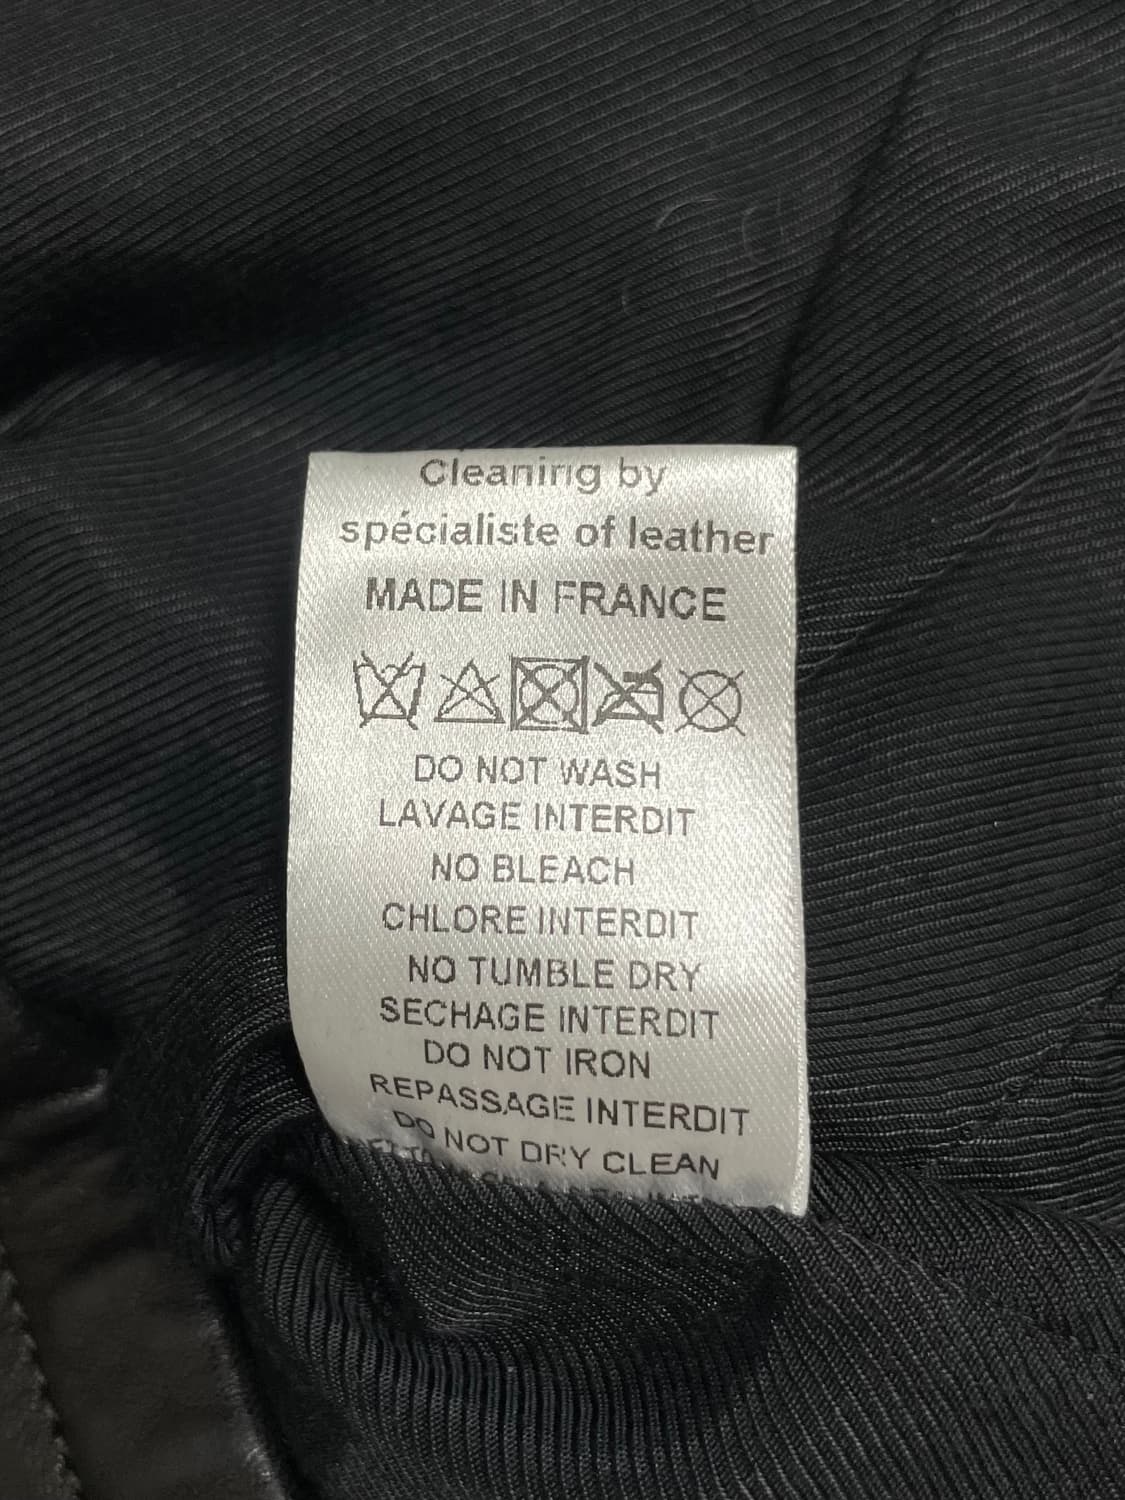 Cleaning by
spécialiste of leather
MADE IN FRANCE
DO NOT WASH
LAVAGE INTERDIT
NO BLEACH
CHLORE INTERDIT
NO TUMBLE DRY
SECHAGE INTERDIT
DO NOT IRON
REPASSAGE INTERDIT
DO NOT DRY CLEAN